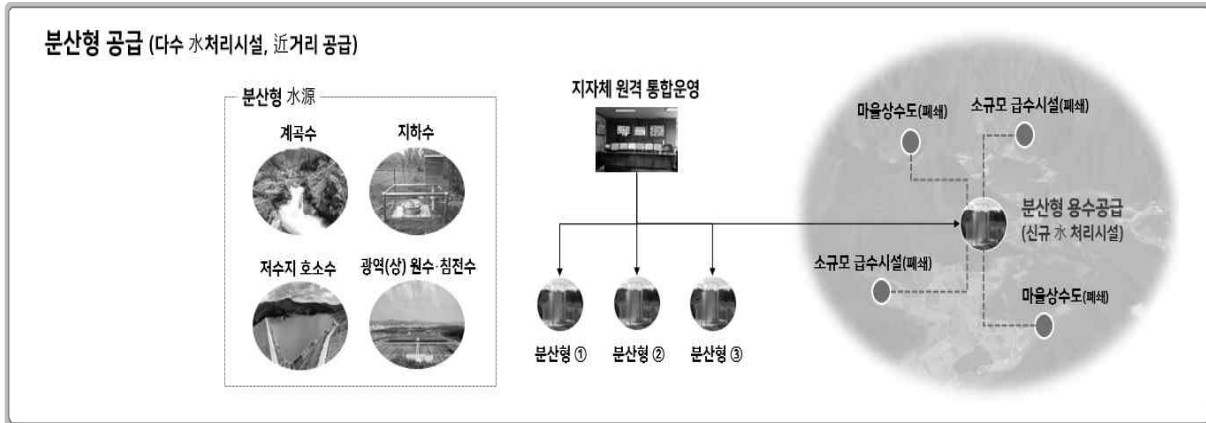 분산형 공급 (다수 水처리시설, 近거리 공급)
분산형 水源
계곡수
지하수
저수지 호소수
광역(상) 원수·침전수
지자체 원격 통합운영
분산형 ①
분산형 ②
분산형 ③
마을상수도(폐쇄)
소규모 급수시설(폐쇄)
분산형 용수공급
(신규 水 처리시설)
소규모 급수시설(폐쇄)
마을상수도(폐쇄)